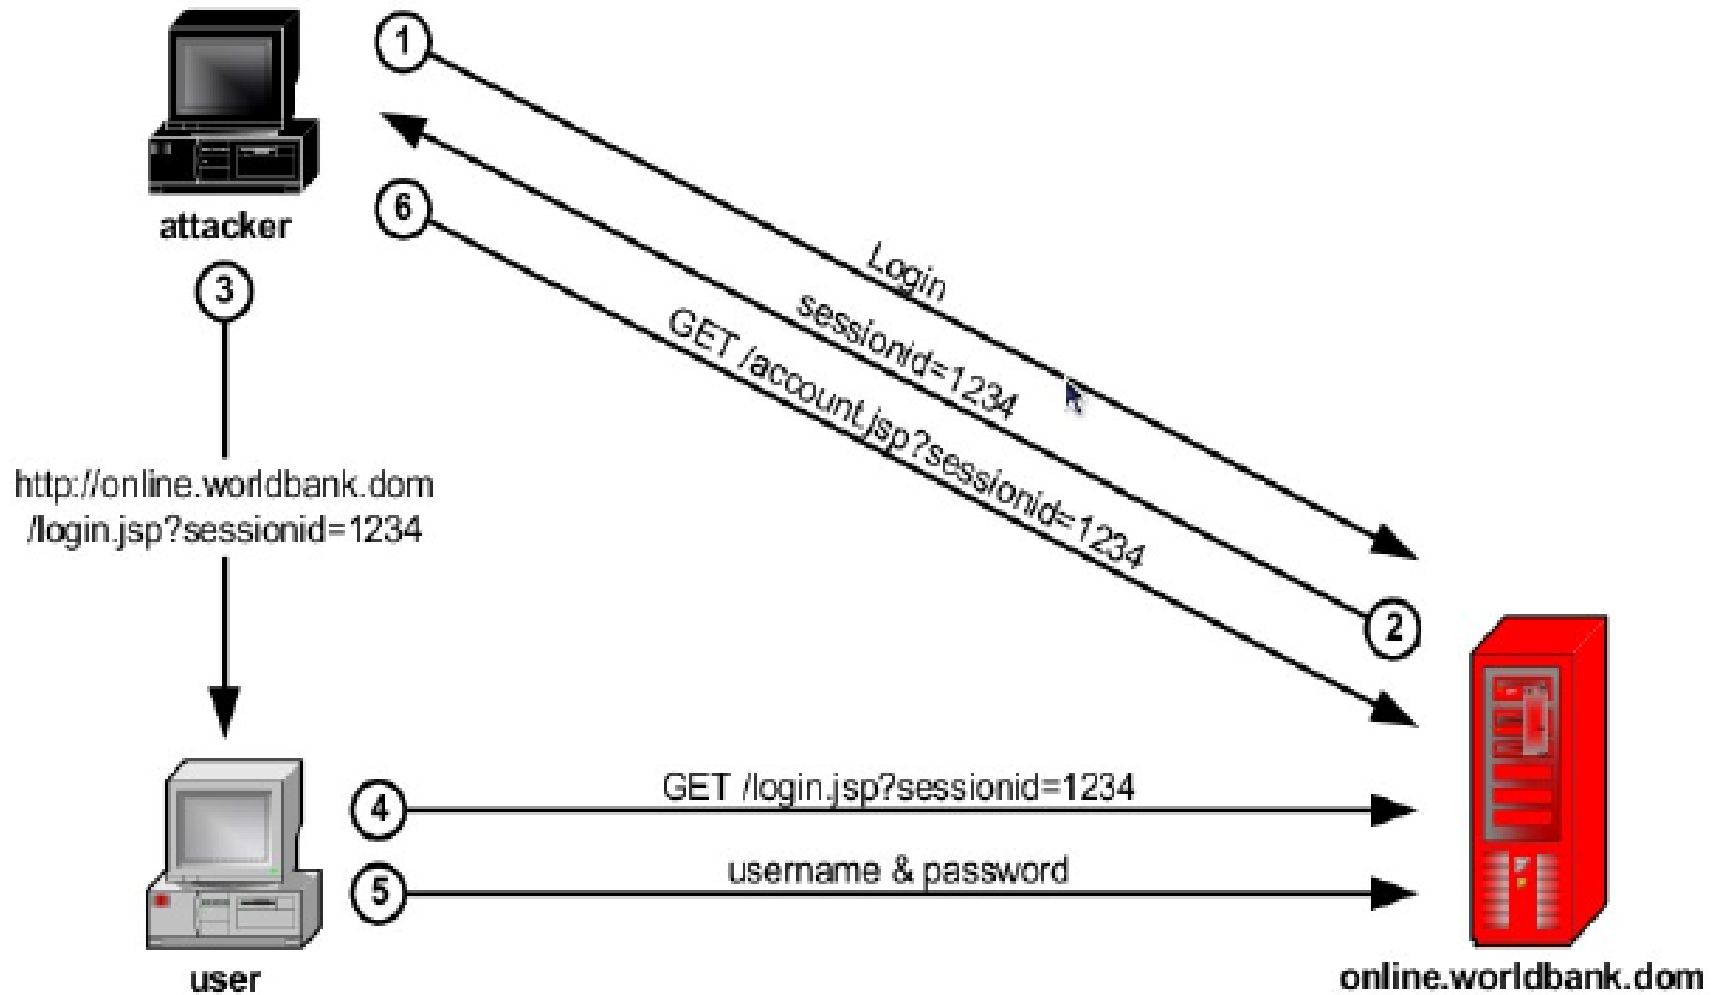 1
attacker
6
3
Login
sessionid=1234
GET /account.jsp?sessionid=1234
http://online.worldbank.dom
/login.jsp?sessionid=1234
2
4
GET /login.jsp?sessionid=1234
5
username & password
user
online.worldbank.dom